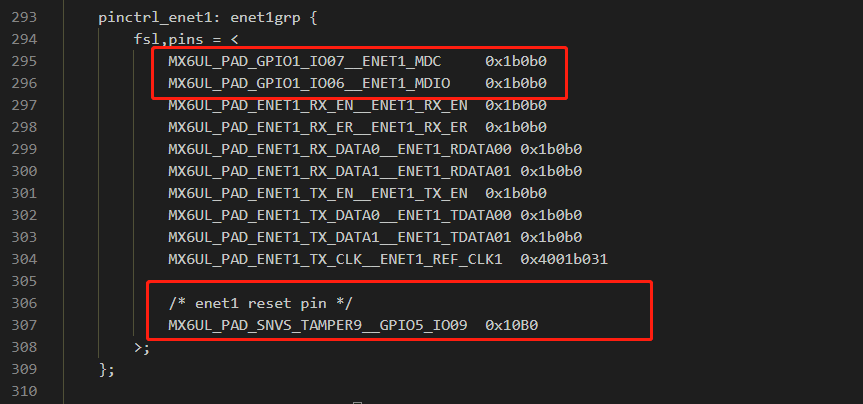 293 pinctrl_enet1: enet1grp {
294 fsl,pins = <
295 MX6UL_PAD_GPIO1_IO07__ENET1_MDC 0x1b0b0
296 MX6UL_PAD_GPIO1_IO06__ENET1_MDIO 0x1b0b0
297 MX6UL_PAD_ENET1_RX_EN__ENET1_RX_EN 0x1b0b0
298 MX6UL_PAD_ENET1_RX_ER__ENET1_RX_ER 0x1b0b0
299 MX6UL_PAD_ENET1_RX_DATA0__ENET1_RDATA00 0x1b0b0
300 MX6UL_PAD_ENET1_RX_DATA1__ENET1_RDATA01 0x1b0b0
301 MX6UL_PAD_ENET1_TX_EN__ENET1_TX_EN 0x1b0b0
302 MX6UL_PAD_ENET1_TX_DATA0__ENET1_TDATA00 0x1b0b0
303 MX6UL_PAD_ENET1_TX_DATA1__ENET1_TDATA01 0x1b0b0
304 MX6UL_PAD_ENET1_TX_CLK__ENET1_REF_CLK1 0x4001b031
305
306 /* enet1 reset pin */
307 MX6UL_PAD_SNVS_TAMPER9__GPIO5_IO09 0x10B0
308 >;
309 };
310